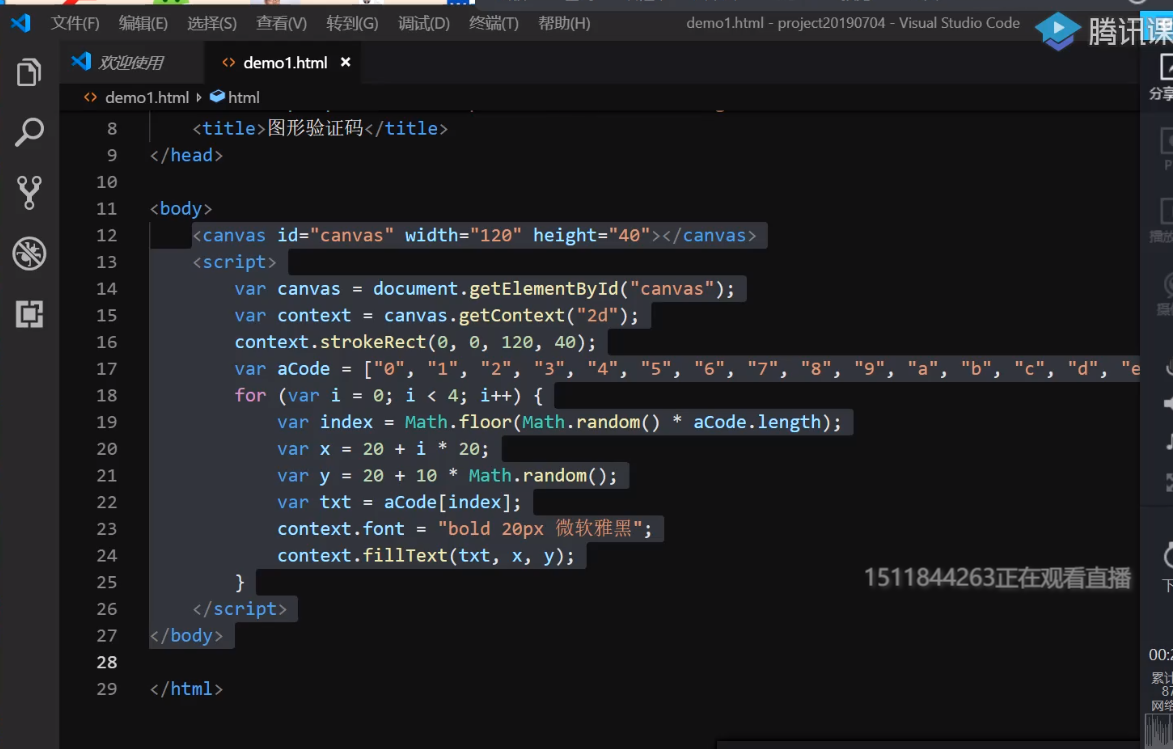 文件(F) 编辑(E) 选择(S) 查看(V) 转到(G) 调试(D) 终端(T) 帮助(H) demo1.html - project20190704 - Visual Studio Code
腾讯课
欢迎使用 demo1.html ×
分享
demo1.html › html
8 <title>图形验证码</title>
9 </head>
10
11 <body>
12 <canvas id="canvas" width="120" height="40"></canvas>
13 <script>
14 var canvas = document.getElementById("canvas");
15 var context = canvas.getContext("2d");
16 context.strokeRect(0, 0, 120, 40);
17 var aCode = ["0", "1", "2", "3", "4", "5", "6", "7", "8", "9", "a", "b", "c", "d", "e
18 for (var i = 0; i < 4; i++) {
19 var index = Math.floor(Math.random() * aCode.length);
20 var x = 20 + i * 20;
21 var y = 20 + 10 * Math.random();
22 var txt = aCode[index];
23 context.font = "bold 20px 微软雅黑";
24 context.fillText(txt, x, y);
25 }
26 </script>
27 </body>
28
29 </html>
1511844263正在观看直播
00:2
累计
87
网络